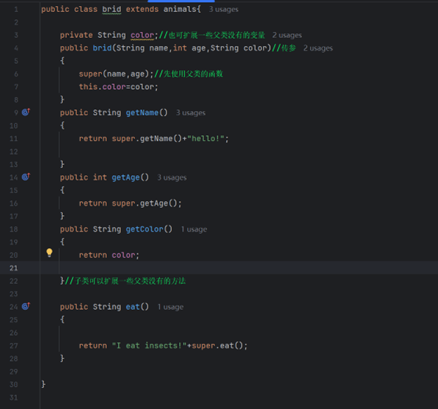 1 public class brid extends animals{ 3 usages
2
3 private String color;//也可扩展一些父类没有的变量 2 usages
4 public brid(String name,int age,String color)//传参 2 usages
5 {
6 super(name,age);//先使用父类的函数
7 this.color=color;
8 }
9 public String getName() 3 usages
10 {
11 return super.getName()+"hello!";
12
13 }
14 public int getAge() 3 usages
15 {
16 return super.getAge();
17 }
18 public String getColor() 1 usage
19 {
20 return color;
21
22 }//子类可以扩展一些父类没有的方法
23
24 public String eat() 1 usage
25 {
26
27 return "I eat insects!"+super.eat();
28 }
29
30 }
31